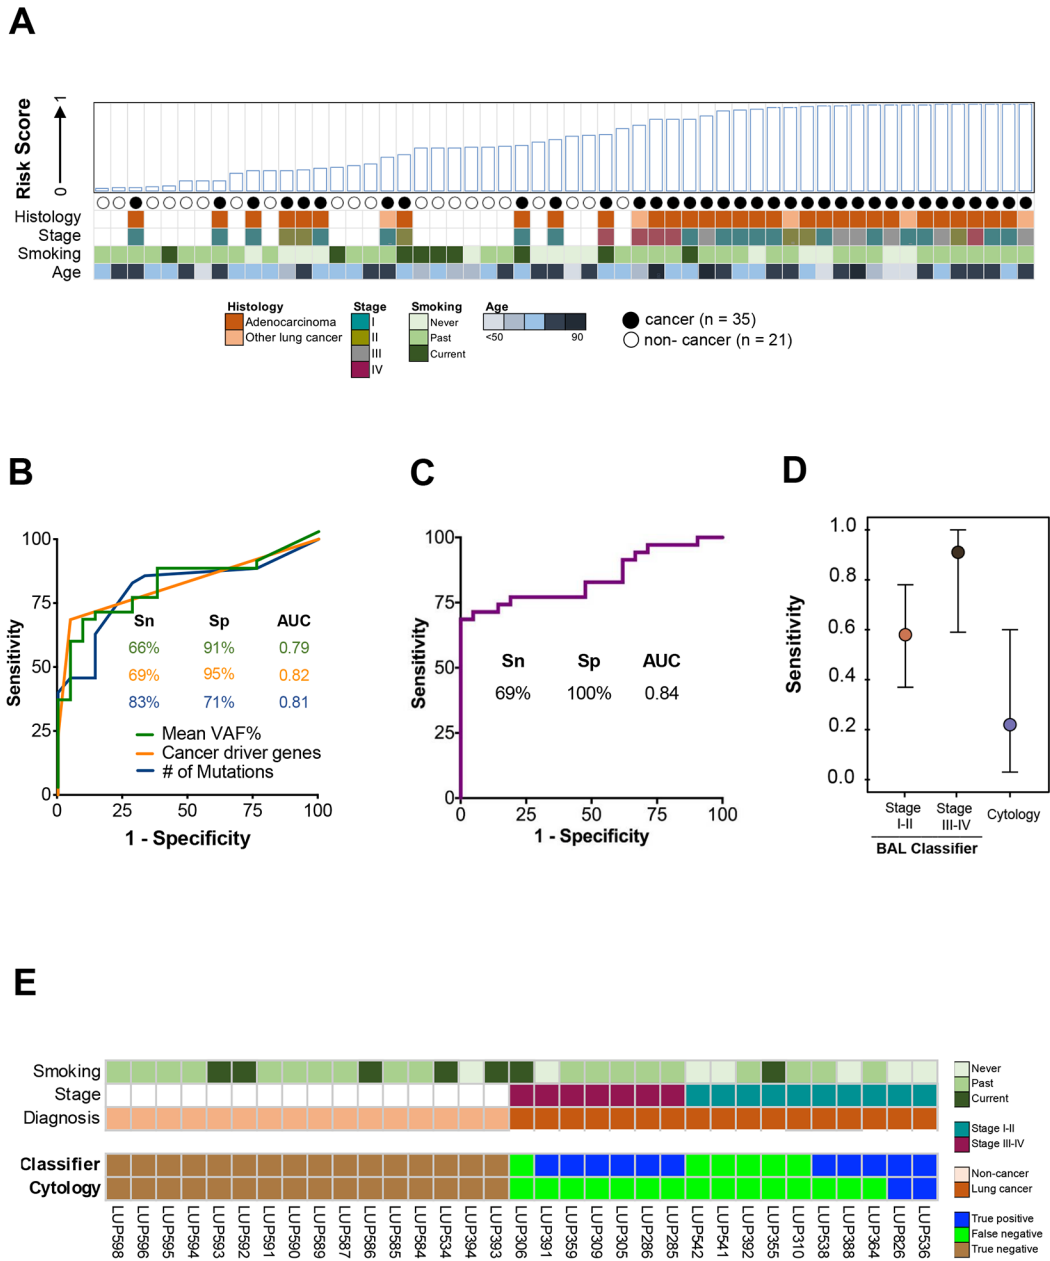 A
Risk Score
0
1
Histology
Stage
Smoking
Age
Histology
Adenocarcinoma
Other lung cancer
Stage
I
II
III
IV
Smoking
Never
Past
Current
Age
<50
90
cancer (n = 35)
non- cancer (n = 21)
B
Sensitivity
100
75
50
25
0
0
25
50
75
100
1 - Specificity
Sn Sp AUC
66% 91% 0.79
69% 95% 0.82
83% 71% 0.81
Mean VAF%
Cancer driver genes
# of Mutations
C
Sensitivity
100
75
50
25
0
0
25
50
75
100
1 - Specificity
Sn Sp AUC
69% 100% 0.84
D
Sensitivity
1.0
0.8
0.6
0.4
0.2
0.0
Stage
I-II
Stage
III-IV
Cytology
BAL Classifier
E
Smoking
Stage
Diagnosis
Classifier
Cytology
Never
Past
Current
Stage I-II
Stage III-IV
Non-cancer
Lung cancer
True positive
False negative
True negative
LUP598
LUP596
LUP595
LUP594
LUP593
LUP592
LUP591
LUP590
LUP589
LUP587
LUP586
LUP585
LUP564
LUP534
LUP394
LUP393
LUP306
LUP391
LUP359
LUP309
LUP305
LUP286
LUP285
LUP542
LUP541
LUP392
LUP355
LUP310
LUP538
LUP388
LUP364
LUP826
LUP536